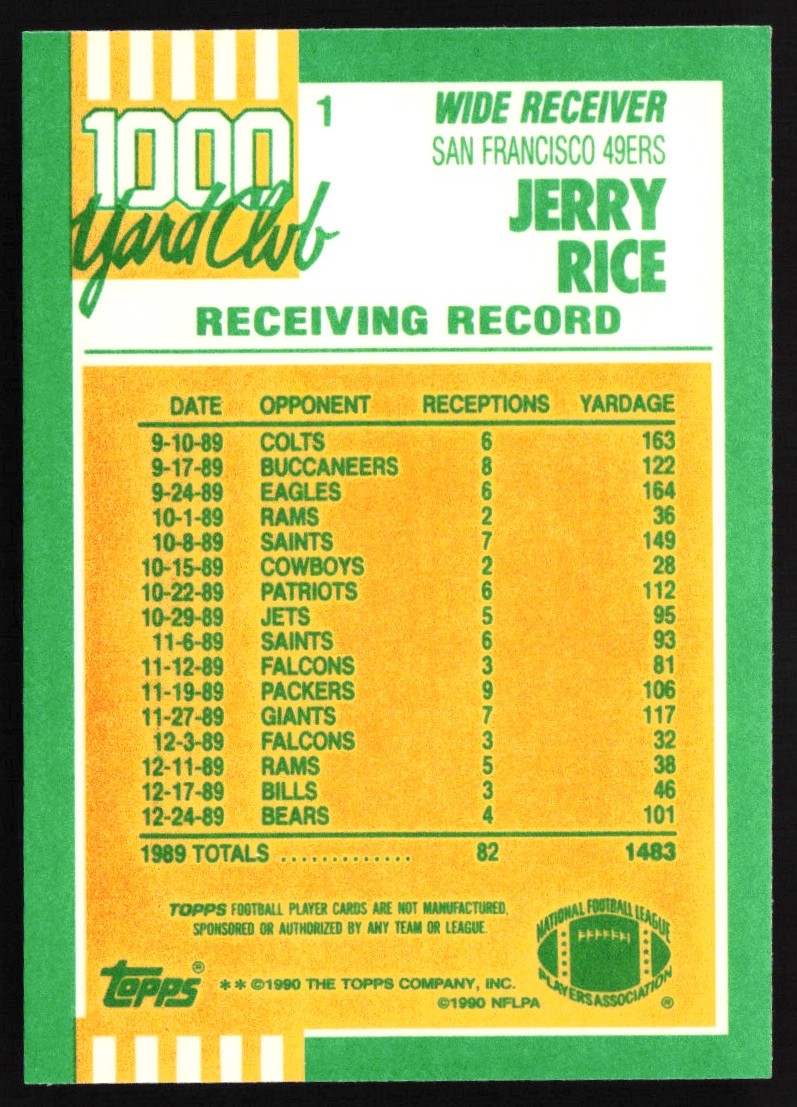 1000
Yard Club
1
WIDE RECEIVER
SAN FRANCISCO 49ERS
JERRY
RICE
RECEIVING RECORD
DATE OPPONENT RECEPTIONS YARDAGE
9-10-89 COLTS 6 163
9-17-89 BUCCANEERS 8 122
9-24-89 EAGLES 6 164
10-1-89 RAMS 2 36
10-8-89 SAINTS 7 149
10-15-89 COWBOYS 2 28
10-22-89 PATRIOTS 6 112
10-29-89 JETS 5 95
11-6-89 SAINTS 6 93
11-12-89 FALCONS 3 81
11-19-89 PACKERS 9 106
11-27-89 GIANTS 7 117
12-3-89 FALCONS 3 32
12-11-89 RAMS 5 38
12-17-89 BILLS 3 46
12-24-89 BEARS 4 101
1989 TOTALS ............. 82 1483
TOPPS FOOTBALL PLAYER CARDS ARE NOT MANUFACTURED,
SPONSORED OR AUTHORIZED BY ANY TEAM OR LEAGUE.
NATIONAL FOOTBALL LEAGUE
PLAYERS ASSOCIATION ®
Topps® **©1990 THE TOPPS COMPANY, INC.
©1990 NFLPA